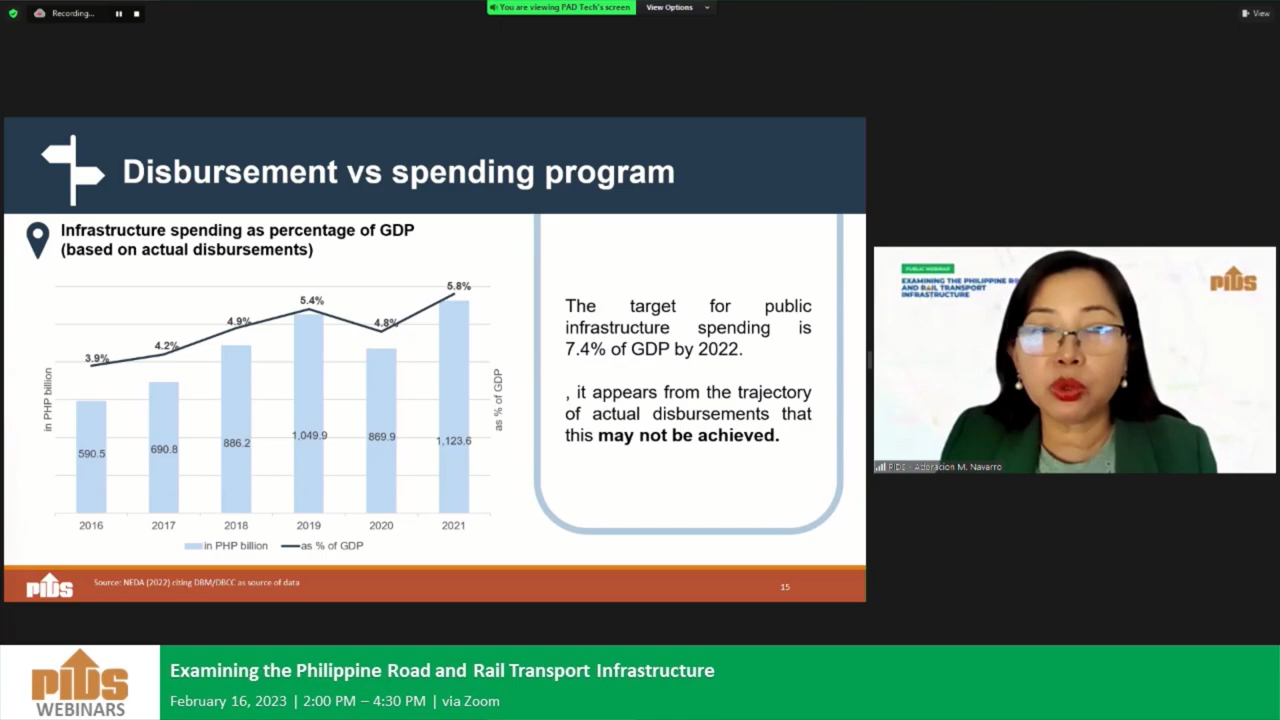 Recording...
You are viewing PAD Tech's screen
View Options
View
Disbursement vs spending program
Infrastructure spending as percentage of GDP
(based on actual disbursements)
in PHP billion
3.9%
4.2%
4.9%
5.4%
4.8%
5.8%
590.5
690.8
886.2
1,049.9
869.9
1,123.6
as % of GDP
2016
2017
2018
2019
2020
2021
in PHP billion
as % of GDP
The target for public
infrastructure spending is
7.4% of GDP by 2022.
, it appears from the trajectory
of actual disbursements that
this may not be achieved.
PIDS
Source: NEDA (2022) citing DBM/DBCC as source of data
15
PUBLIC WEBINAR
EXAMINING THE PHILIPPINE
AND RAIL TRANSPORT
INFRASTRUCTURE
PIDS
PIDS - Adoracion M. Navarro
PIDS
WEBINARS
Examining the Philippine Road and Rail Transport Infrastructure
February 16, 2023 | 2:00 PM – 4:30 PM | via Zoom